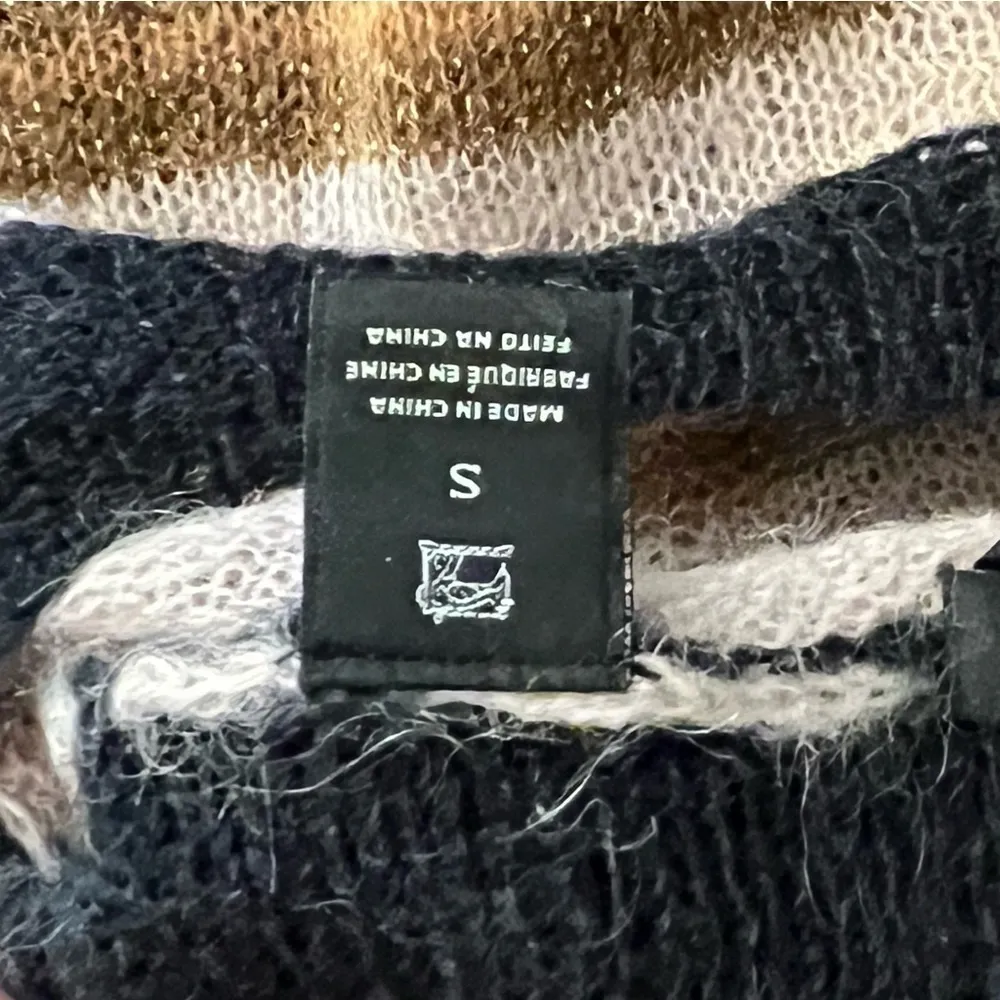 S
MADE IN CHINA
FABRIQUÉ EN CHINE
FEITO NA CHINA